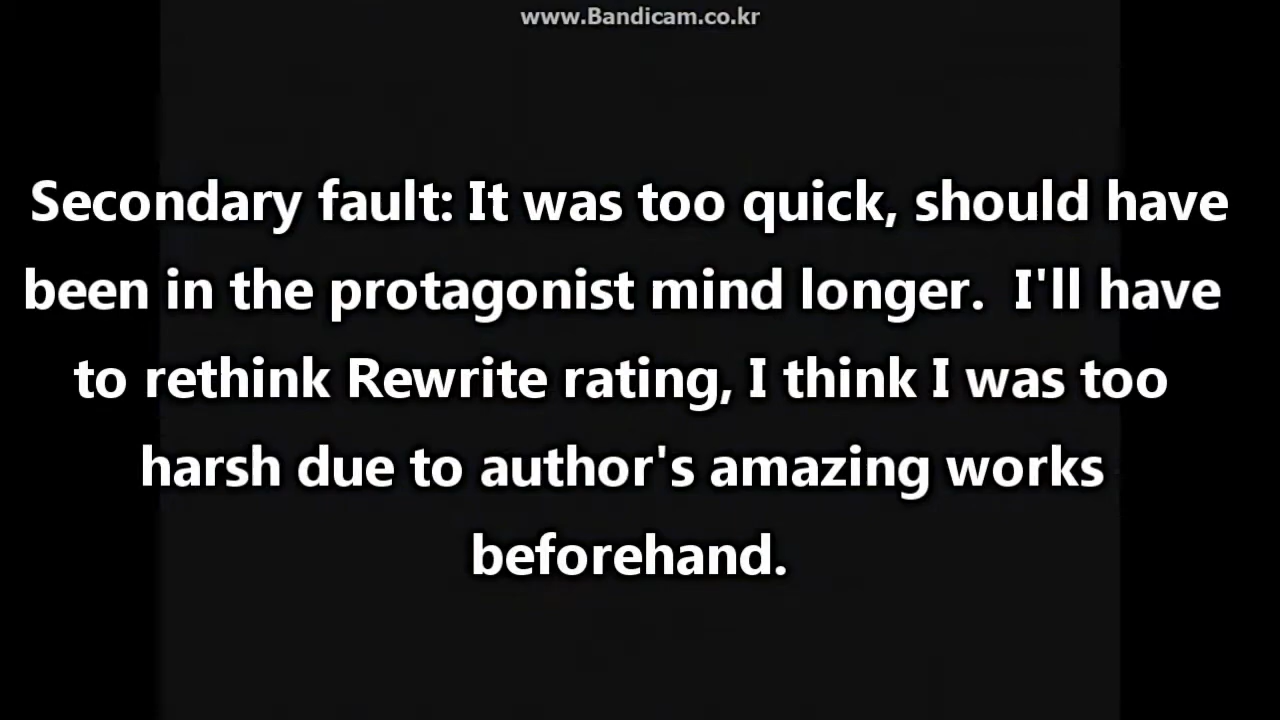 www.Bandicam.co.kr
Secondary fault: It was too quick, should have
been in the protagonist mind longer.  I'll have
to rethink Rewrite rating, I think I was too
harsh due to author's amazing works
beforehand.